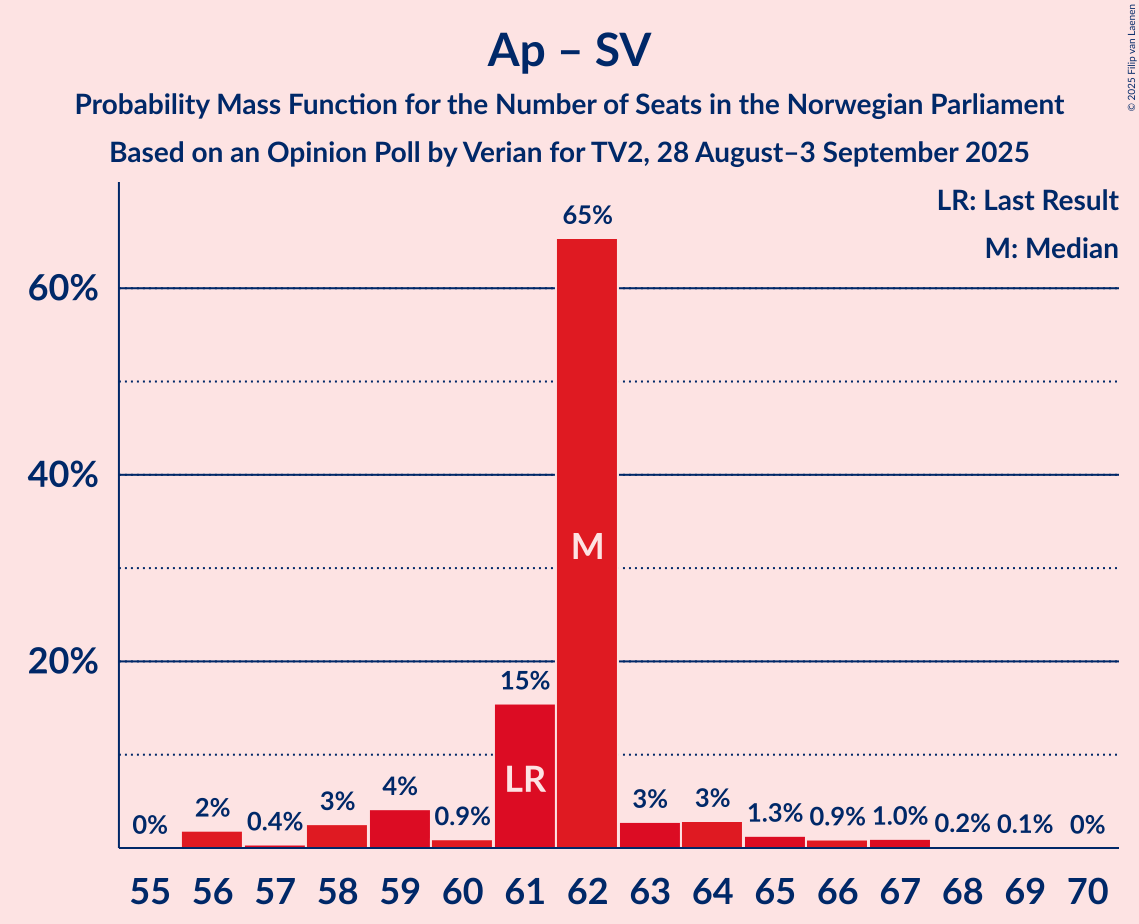 Ap – SV
Probability Mass Function for the Number of Seats in the Norwegian Parliament
Based on an Opinion Poll by Verian for TV2, 28 August–3 September 2025
© 2025 Filip van Laenen
LR: Last Result
M: Median
60%
40%
20%
0%
2%
0.4%
3%
4%
0.9%
15%
65%
3%
3%
1.3%
0.9%
1.0%
0.2%
0.1%
0%
LR
M
55 56 57 58 59 60 61 62 63 64 65 66 67 68 69 70